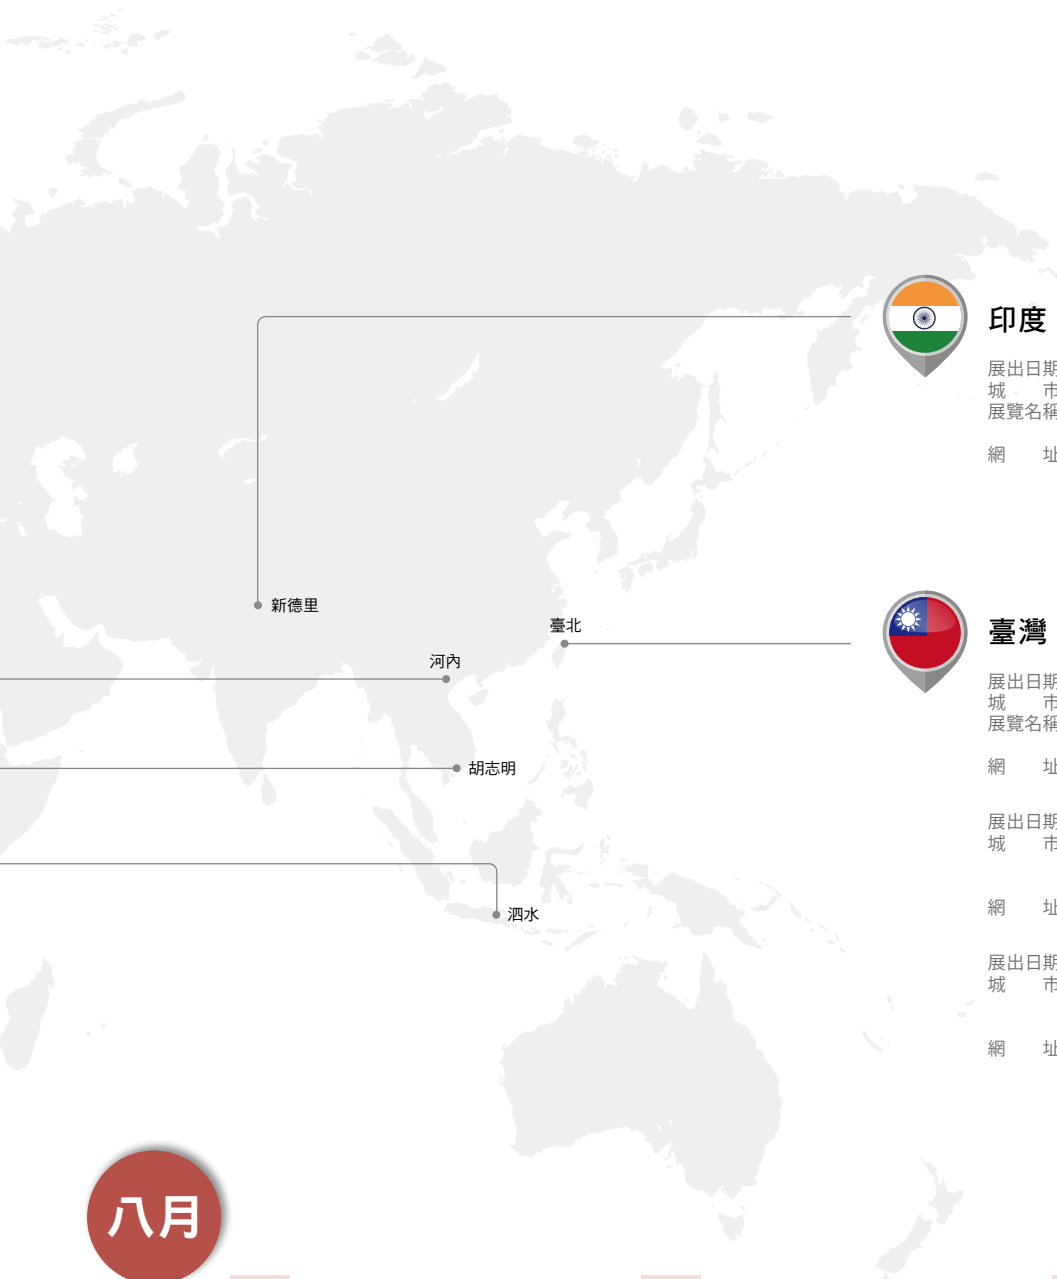 印度
展出日期
城 市
展覽名稱
網 址
新德里
臺北
臺灣
河內
展出日期
城 市
展覽名稱
胡志明
網 址
展出日期
城 市
泗水
網 址
展出日期
城 市
網 址
八月